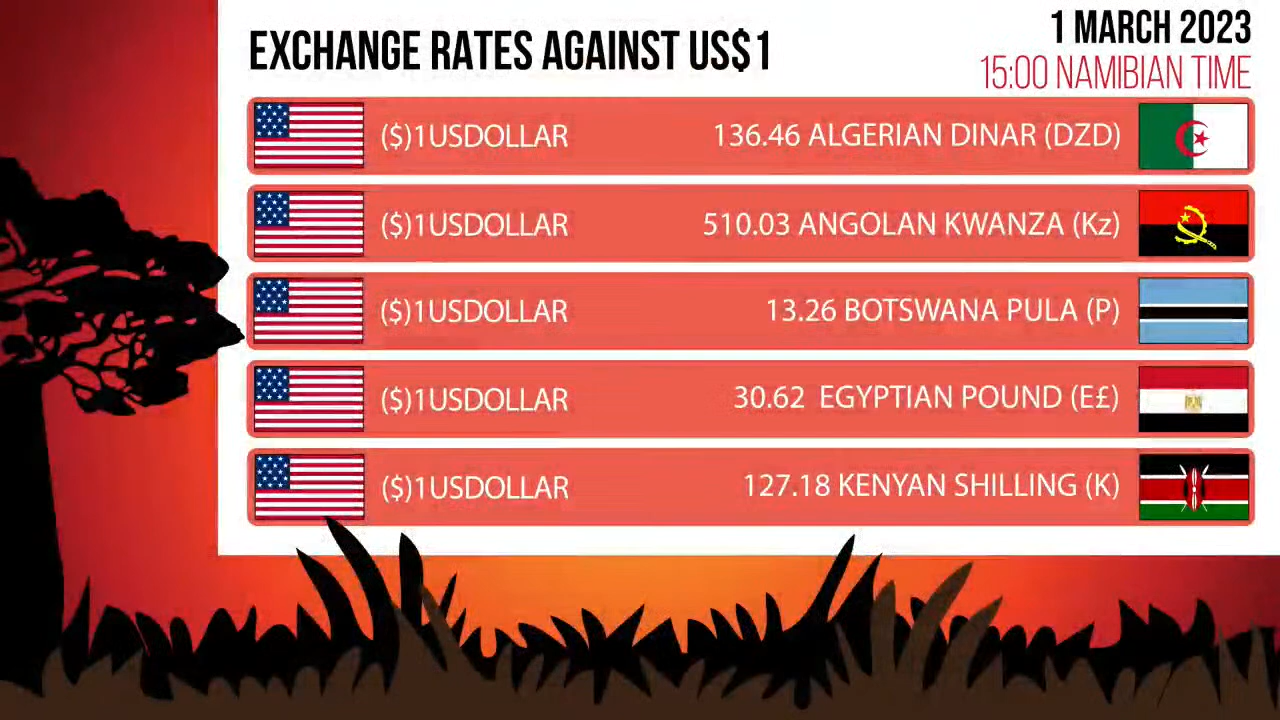 EXCHANGE RATES AGAINST US$1
1 MARCH 2023
15:00 NAMIBIAN TIME
($)1USDOLLAR 136.46 ALGERIAN DINAR (DZD)
($)1USDOLLAR 510.03 ANGOLAN KWANZA (Kz)
($)1USDOLLAR 13.26 BOTSWANA PULA (P)
($)1USDOLLAR 30.62 EGYPTIAN POUND (E£)
($)1USDOLLAR 127.18 KENYAN SHILLING (K)